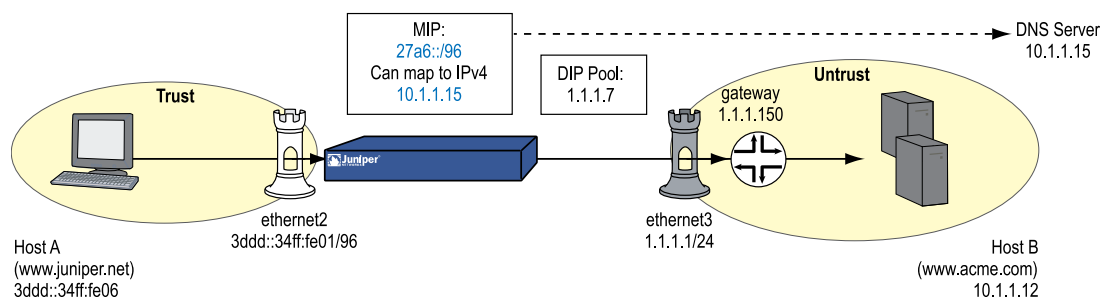 MIP:
27a6::/96
Can map to IPv4
10.1.1.15
DIP Pool:
1.1.1.7
DNS Server
10.1.1.15
Trust
Untrust
gateway
1.1.1.150
Juniper
NETWORKS
ethernet2
3ddd::34ff:fe01/96
ethernet3
1.1.1.1/24
Host A
(www.juniper.net)
3ddd::34ff:fe06
Host B
(www.acme.com)
10.1.1.12